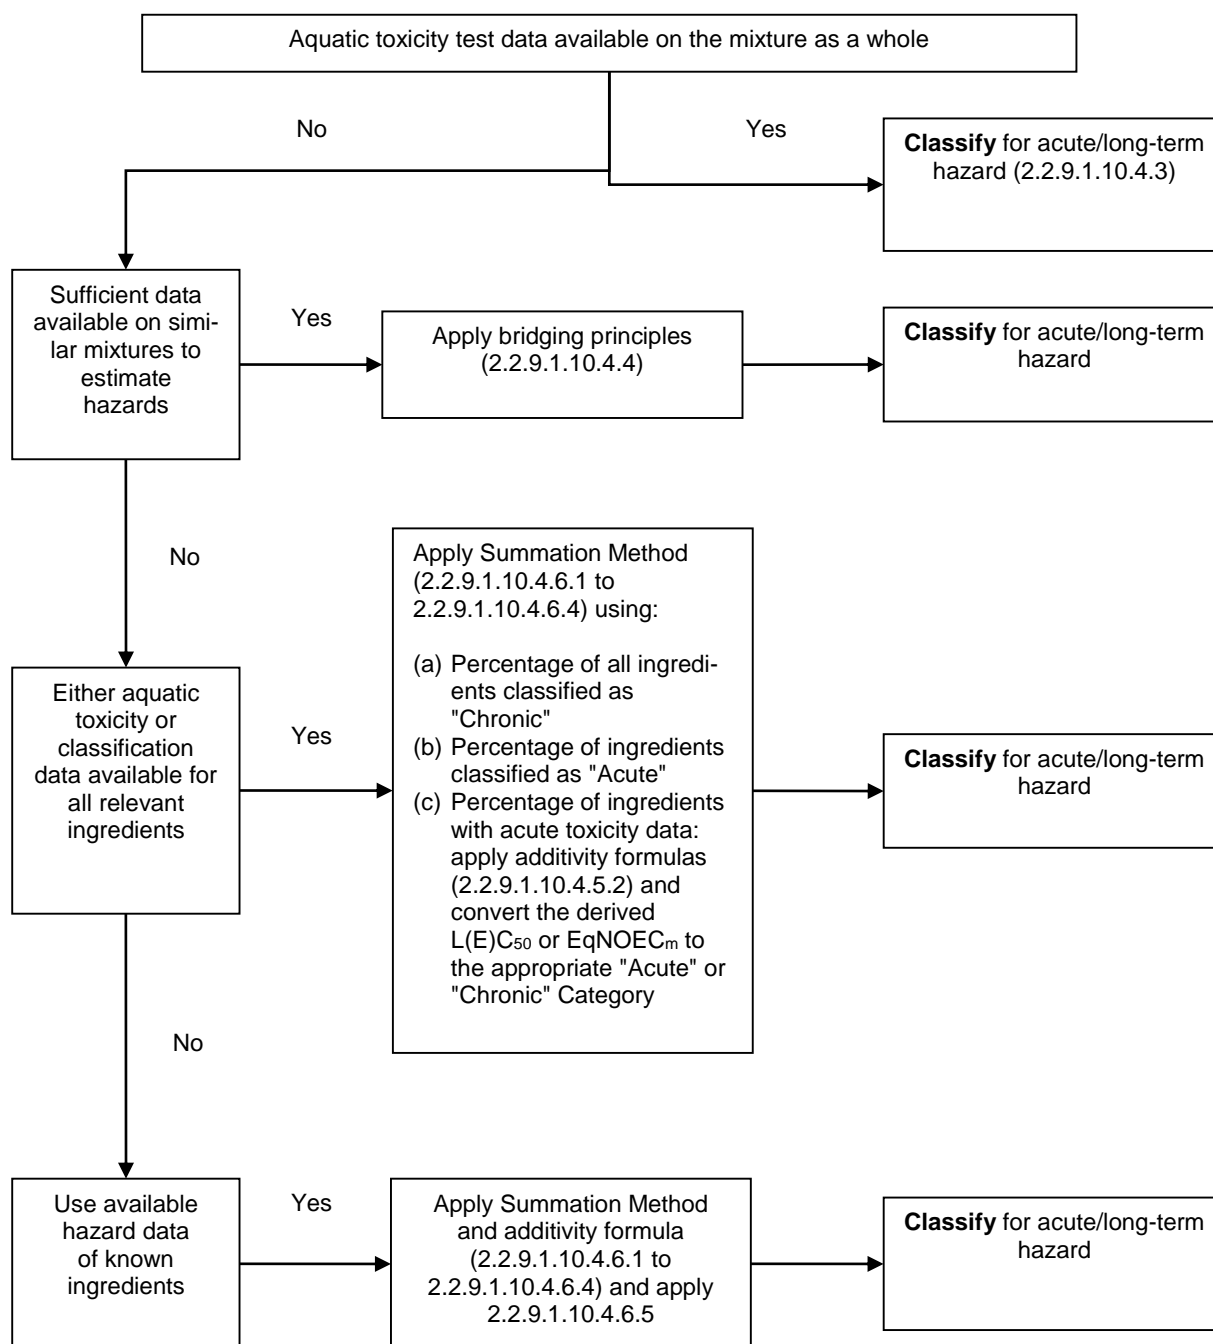 Aquatic toxicity test data available on the mixture as a whole
No
Yes
Classify for acute/long-term
hazard (2.2.9.1.10.4.3)
Sufficient data
available on simi-
lar mixtures to
estimate
hazards
Yes
Apply bridging principles
(2.2.9.1.10.4.4)
Classify for acute/long-term
hazard
No
Either aquatic
toxicity or
classification
data available for
all relevant
ingredients
Yes
Apply Summation Method
(2.2.9.1.10.4.6.1 to
2.2.9.1.10.4.6.4) using:
(a) Percentage of all ingredi-
ents classified as
"Chronic"
(b) Percentage of ingredients
classified as "Acute"
(c) Percentage of ingredients
with acute toxicity data:
apply additivity formulas
(2.2.9.1.10.4.5.2) and
convert the derived
L(E)C₅₀ or EqNOECₘ to
the appropriate "Acute" or
"Chronic" Category
Classify for acute/long-term
hazard
No
Use available
hazard data
of known
ingredients
Yes
Apply Summation Method
and additivity formula
(2.2.9.1.10.4.6.1 to
2.2.9.1.10.4.6.4) and apply
2.2.9.1.10.4.6.5
Classify for acute/long-term
hazard